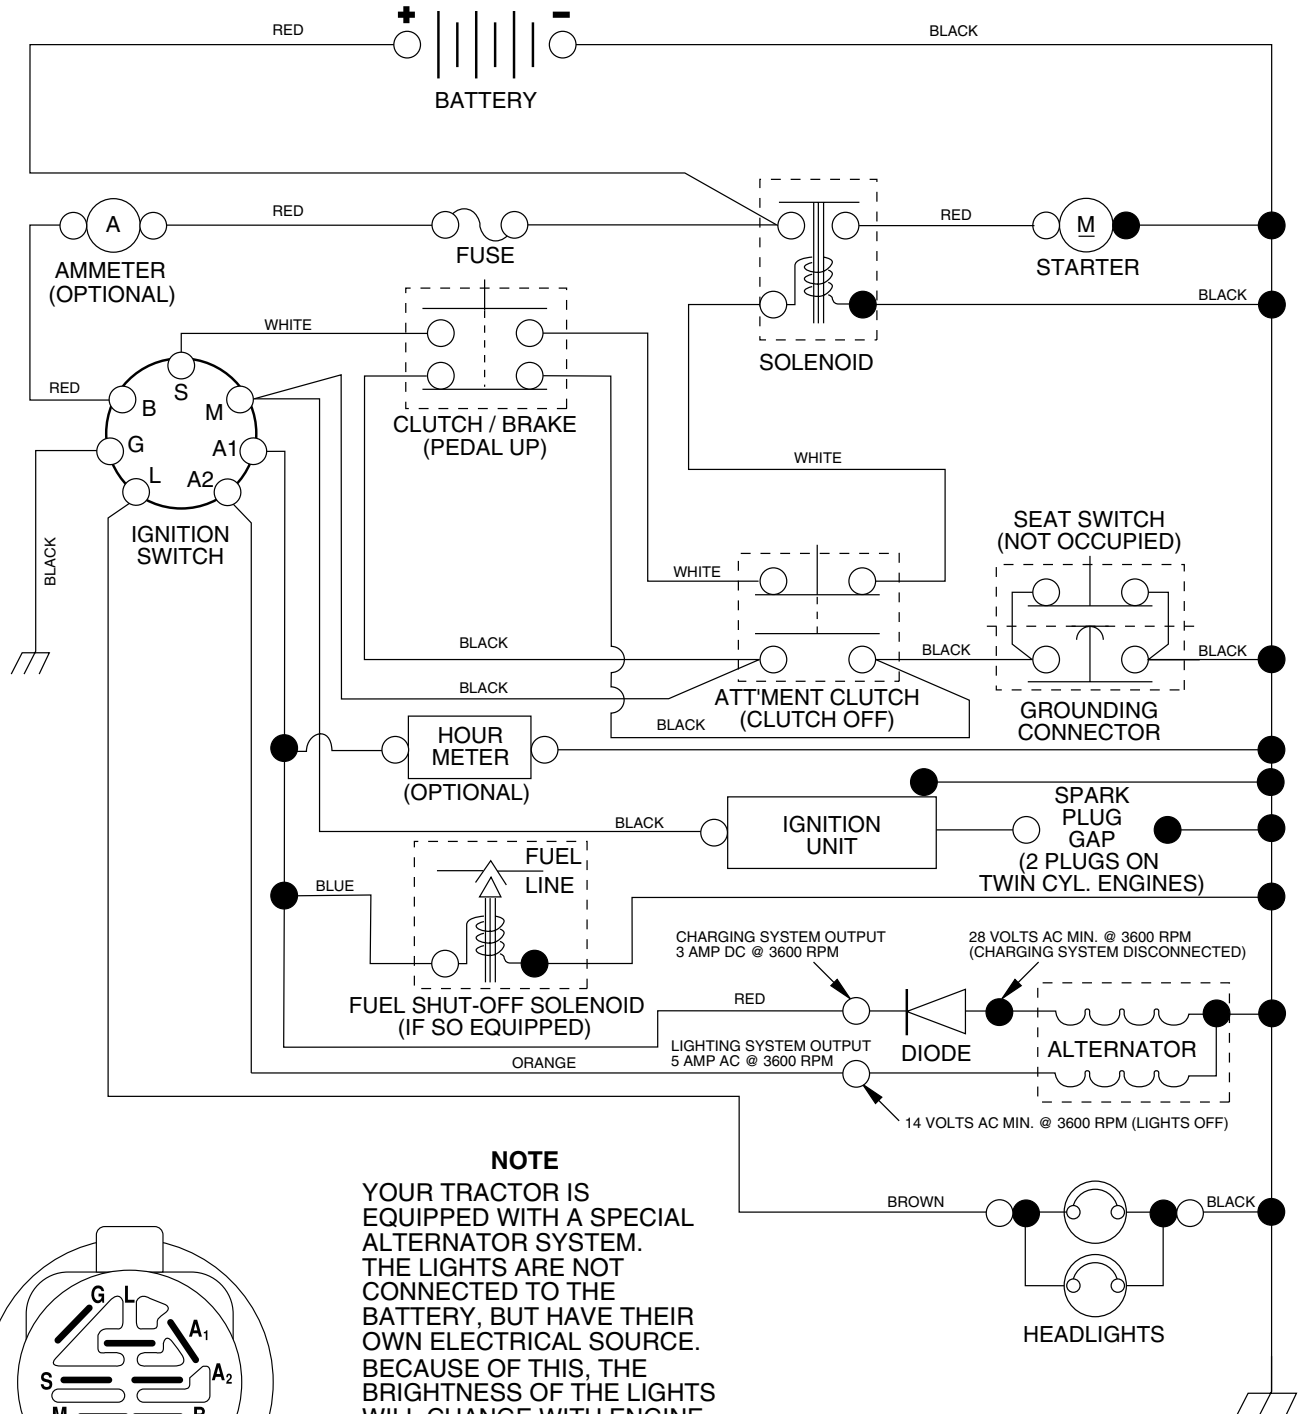 RED
+
-
BLACK
BATTERY
A
RED
FUSE
RED
M
STARTER
AMMETER
(OPTIONAL)
BLACK
WHITE
SOLENOID
RED
S
B
M
CLUTCH / BRAKE
(PEDAL UP)
G
A1
L
A2
WHITE
IGNITION
SWITCH
BLACK
SEAT SWITCH
(NOT OCCUPIED)
WHITE
BLACK
BLACK
BLACK
BLACK
ATT'MENT CLUTCH
(CLUTCH OFF)
BLACK
GROUNDING
CONNECTOR
HOUR
METER
(OPTIONAL)
BLACK
IGNITION
UNIT
SPARK
PLUG
GAP
(2 PLUGS ON
TWIN CYL. ENGINES)
FUEL
LINE
BLUE
CHARGING SYSTEM OUTPUT
3 AMP DC @ 3600 RPM
28 VOLTS AC MIN. @ 3600 RPM
(CHARGING SYSTEM DISCONNECTED)
FUEL SHUT-OFF SOLENOID
(IF SO EQUIPPED)
RED
DIODE
ALTERNATOR
LIGHTING SYSTEM OUTPUT
5 AMP AC @ 3600 RPM
ORANGE
14 VOLTS AC MIN. @ 3600 RPM (LIGHTS OFF)
NOTE
YOUR TRACTOR IS
EQUIPPED WITH A SPECIAL
ALTERNATOR SYSTEM.
THE LIGHTS ARE NOT
CONNECTED TO THE
BATTERY, BUT HAVE THEIR
OWN ELECTRICAL SOURCE.
BECAUSE OF THIS, THE
BRIGHTNESS OF THE LIGHTS
WILL CHANGE WITH ENGINE
BROWN
BLACK
HEADLIGHTS
G
L
A1
S
A2
M
B